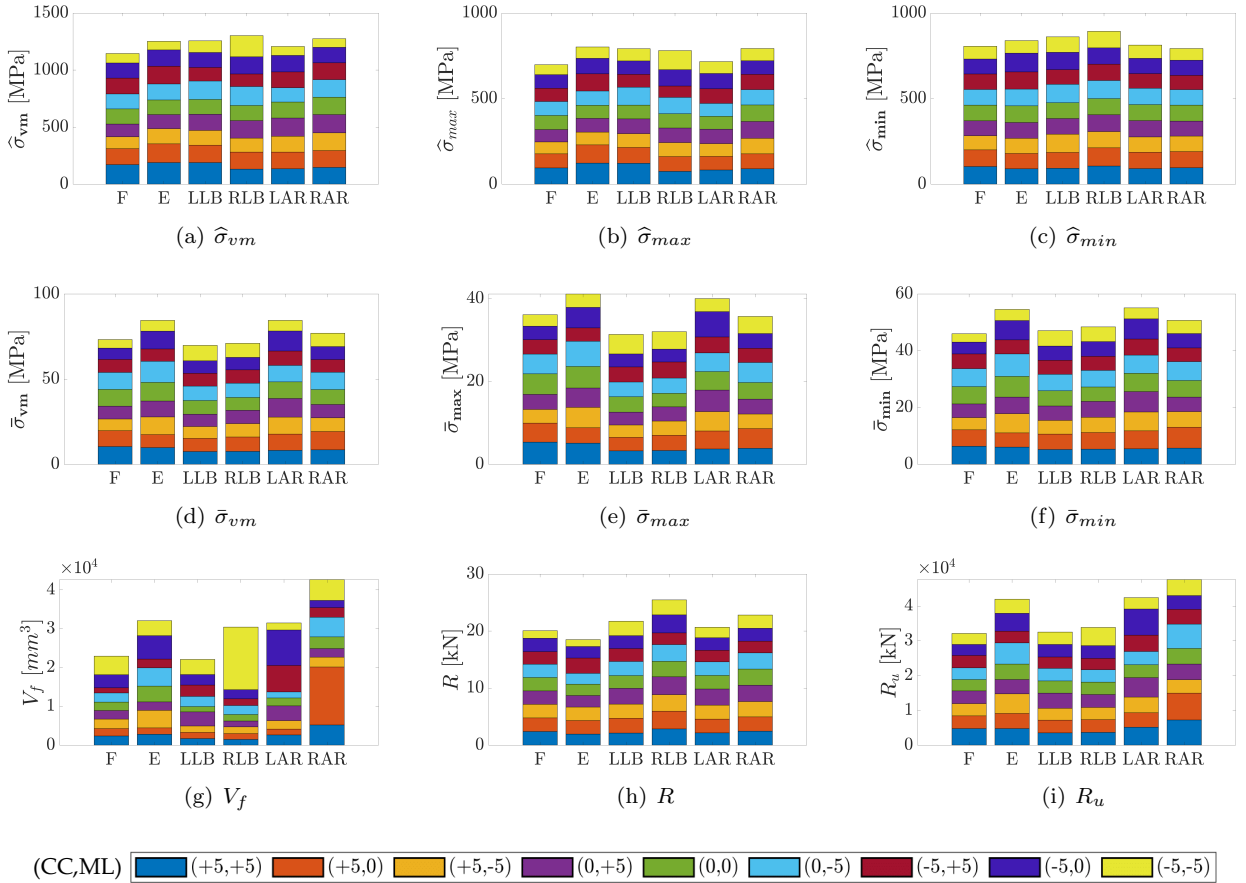 1500
1000
500
0
σ̂vm [MPa]
F E LLB RLB LAR RAR
(a) σ̂vm
1000
500
0
σ̂max [MPa]
F E LLB RLB LAR RAR
(b) σ̂max
1000
500
0
σ̂min [MPa]
F E LLB RLB LAR RAR
(c) σ̂min
100
50
0
σ̄vm [MPa]
F E LLB RLB LAR RAR
(d) σ̄vm
40
20
0
σ̄max [MPa]
F E LLB RLB LAR RAR
(e) σ̄max
60
40
20
0
σ̄min [MPa]
F E LLB RLB LAR RAR
(f) σ̄min
×10⁴
4
3
2
1
0
Vf [mm³]
F E LLB RLB LAR RAR
(g) Vf
30
20
10
0
R [kN]
F E LLB RLB LAR RAR
(h) R
×10⁴
4
3
2
1
0
Ru [kN]
F E LLB RLB LAR RAR
(i) Ru
(CC,ML) (+5,+5) (+5,0) (+5,-5) (0,+5) (0,0) (0,-5) (-5,+5) (-5,0) (-5,-5)